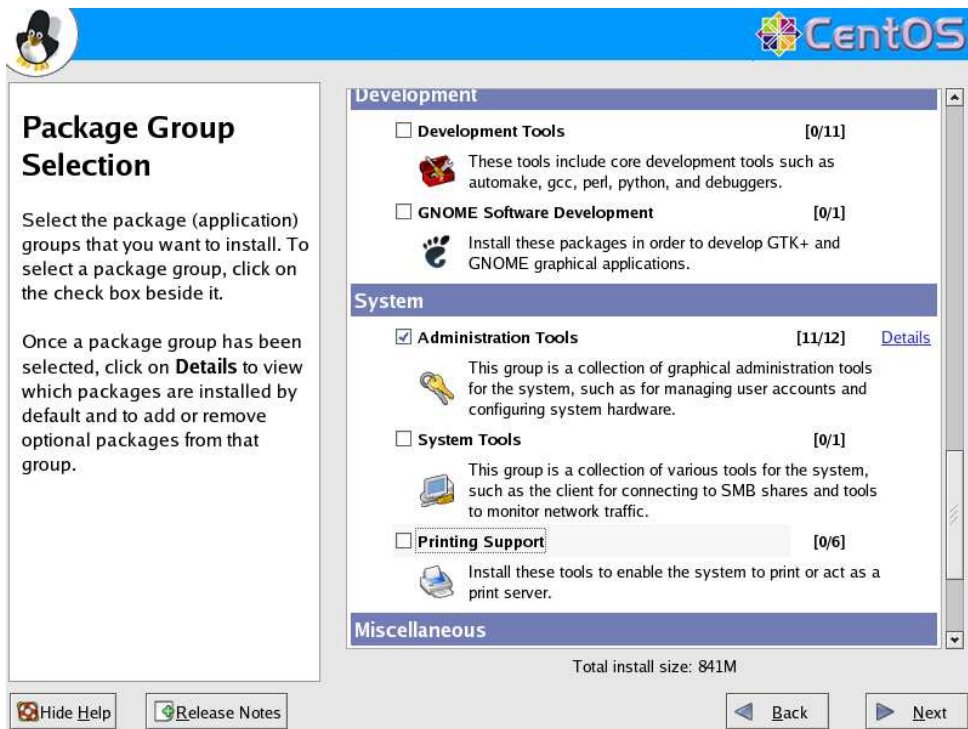 CentOS
Package Group
Selection
Select the package (application)
groups that you want to install. To
select a package group, click on
the check box beside it.
Once a package group has been
selected, click on Details to view
which packages are installed by
default and to add or remove
optional packages from that
group.
Development
Development Tools [0/11]
These tools include core development tools such as
automake, gcc, perl, python, and debuggers.
GNOME Software Development [0/1]
Install these packages in order to develop GTK+ and
GNOME graphical applications.
System
Administration Tools [11/12] Details
This group is a collection of graphical administration tools
for the system, such as for managing user accounts and
configuring system hardware.
System Tools [0/1]
This group is a collection of various tools for the system,
such as the client for connecting to SMB shares and tools
to monitor network traffic.
Printing Support [0/6]
Install these tools to enable the system to print or act as a
print server.
Miscellaneous
Total install size: 841M
Hide Help
Release Notes
Back
Next